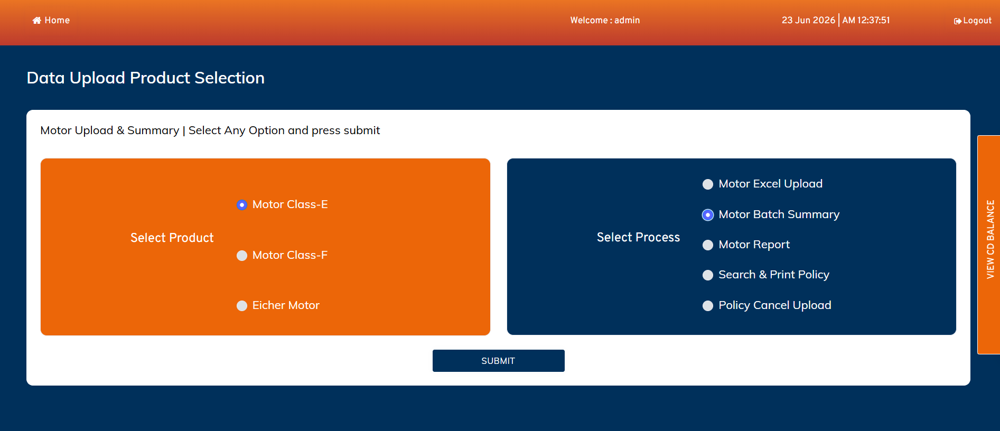 Home
Welcome : admin
23 Jun 2026 | AM 12:37:51
Logout
Data Upload Product Selection
Motor Upload & Summary | Select Any Option and press submit
Select Product
Motor Class-E
Motor Class-F
Eicher Motor
Select Process
Motor Excel Upload
Motor Batch Summary
Motor Report
Search & Print Policy
Policy Cancel Upload
SUBMIT
VIEW CD BALANCE